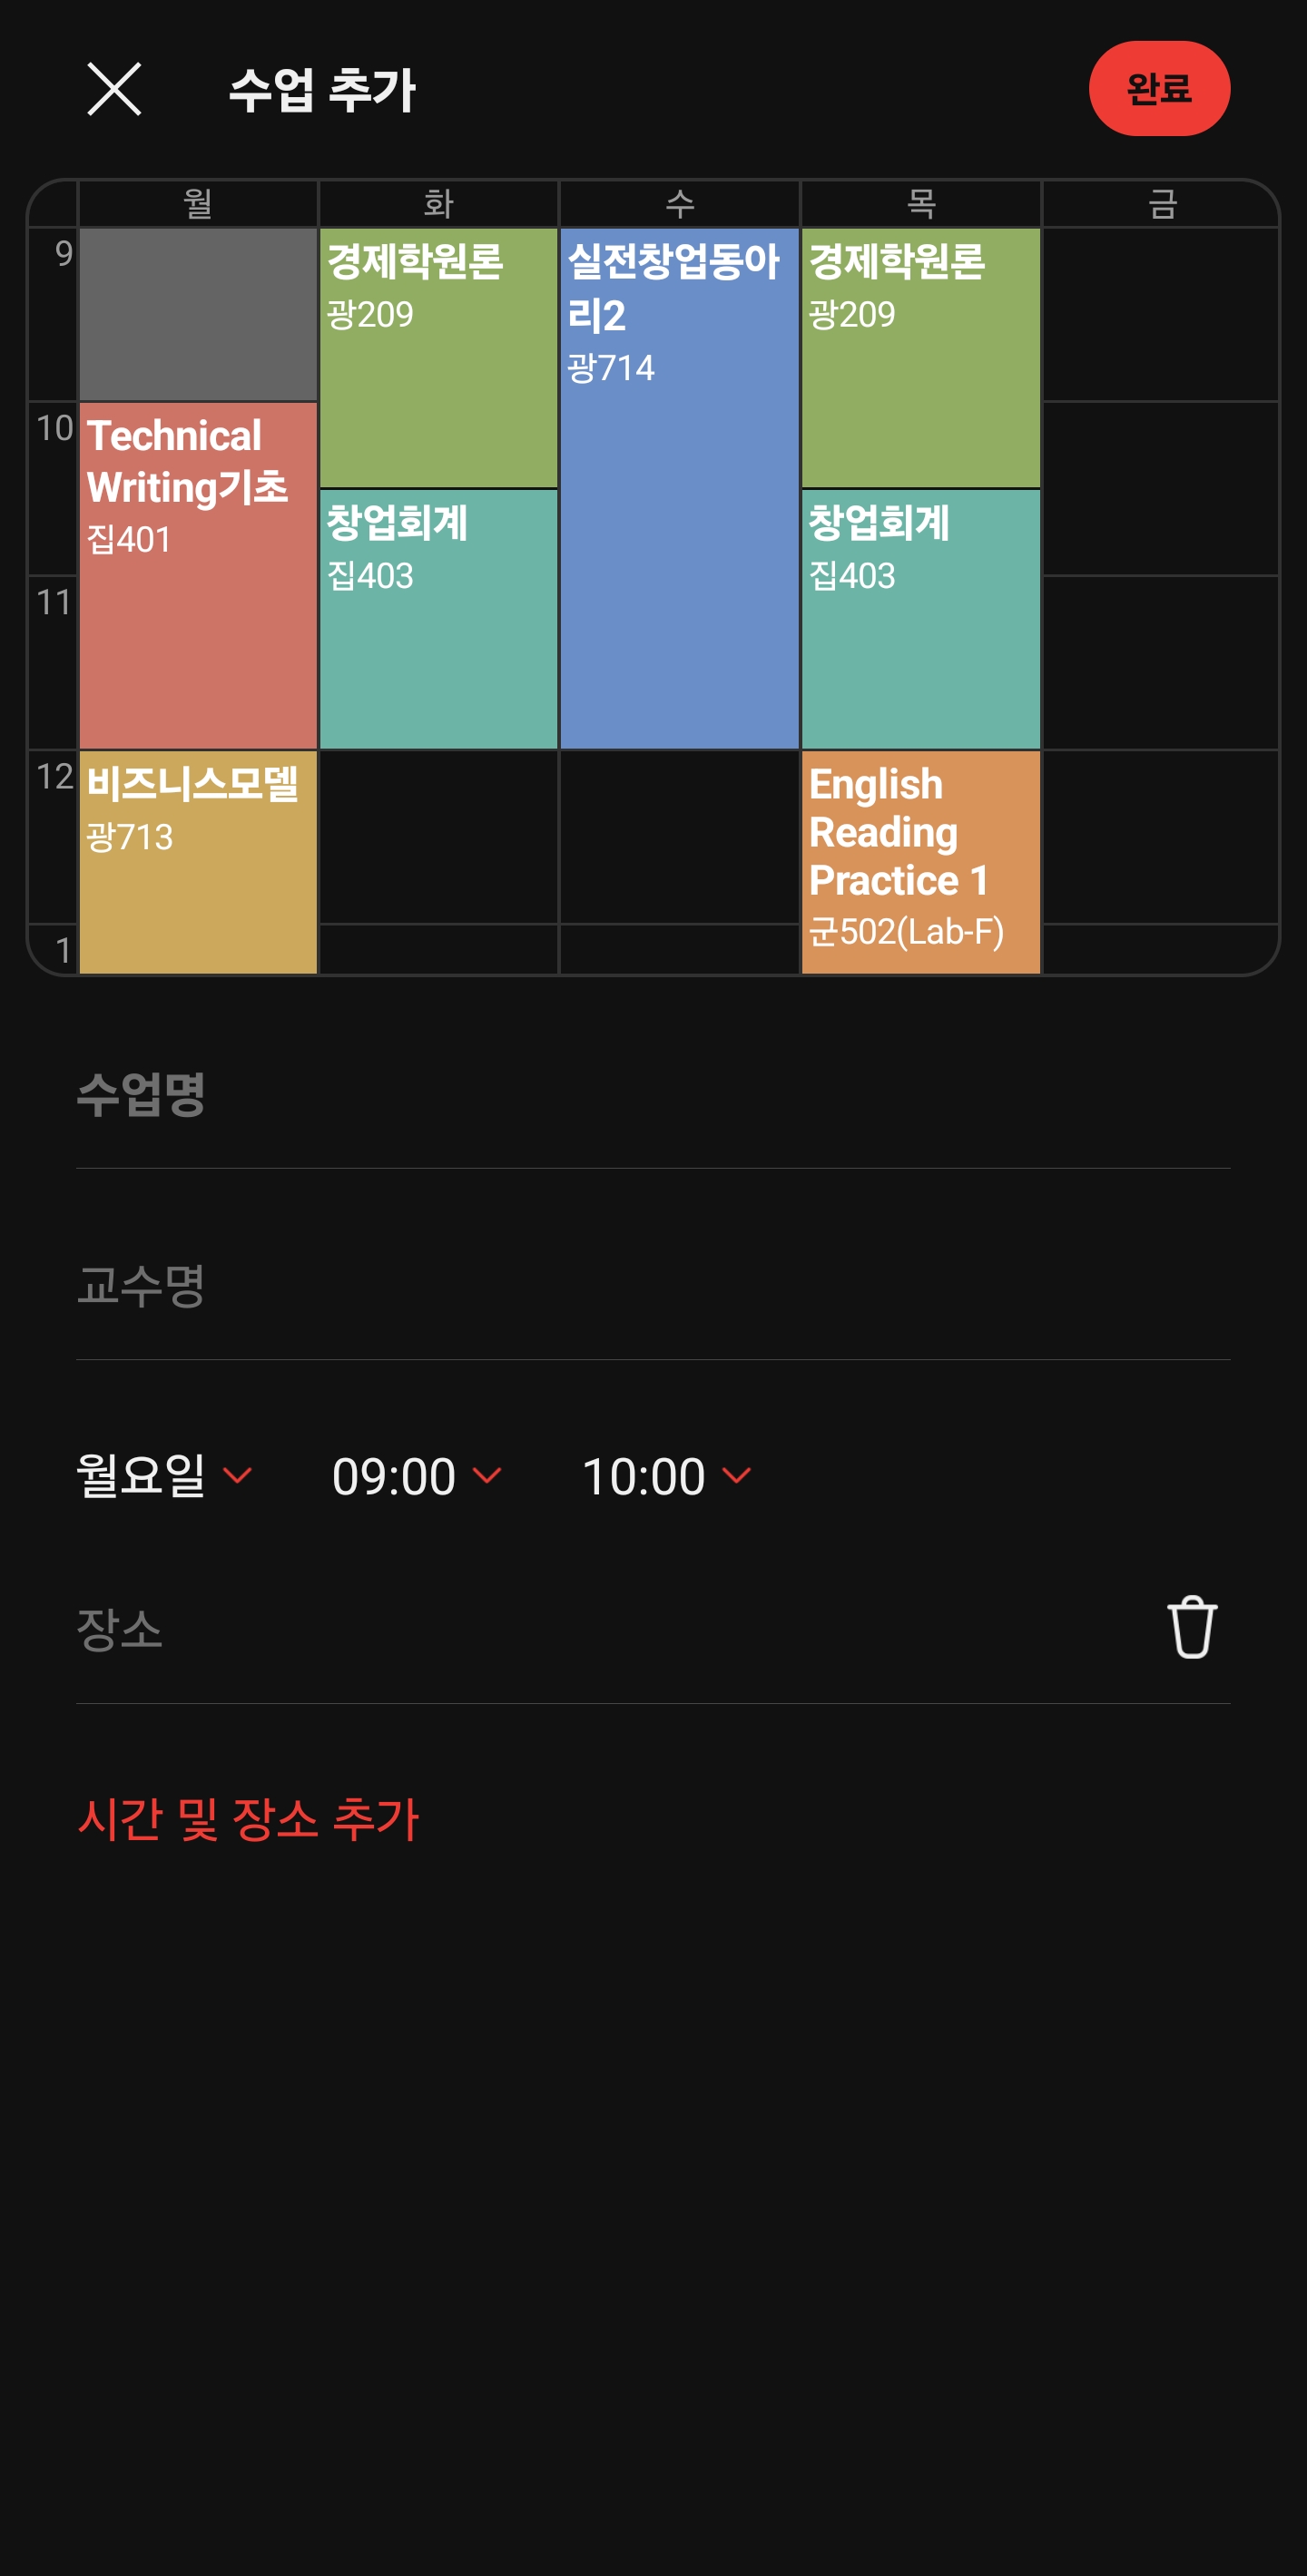 수업 추가
완료
월 화 수 목 금
9
경제학원론
광209
실전창업동아
리2
광714
경제학원론
광209
10
Technical
Writing기초
집401
창업회계
집403
창업회계
집403
11
12
비즈니스모델
광713
English
Reading
Practice 1
군502(Lab-F)
1
수업명
교수명
월요일 09:00 10:00
장소
시간 및 장소 추가